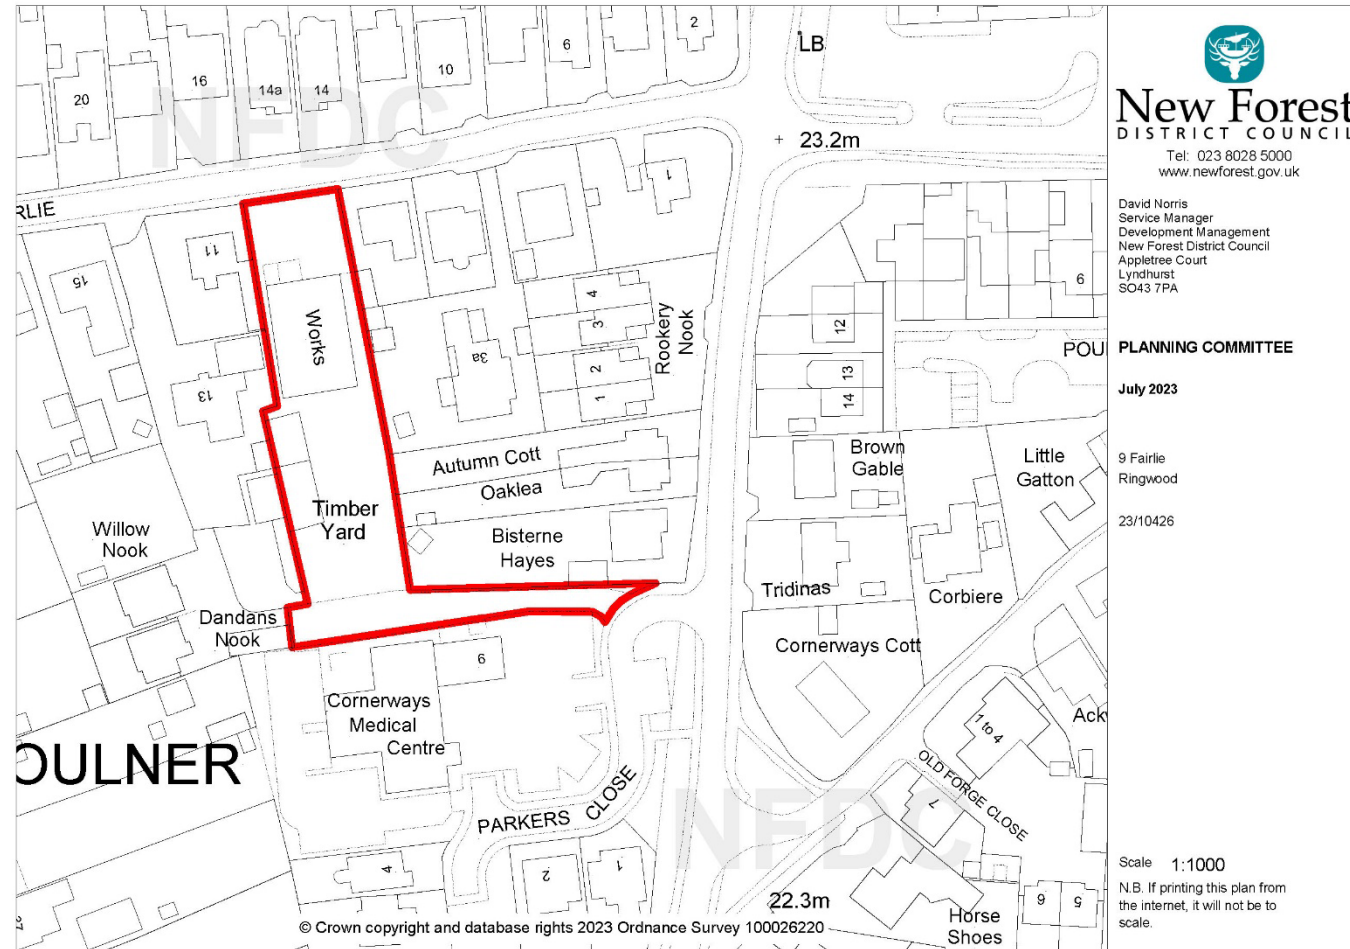 LB
2
6
10
16
14a
14
20
NFDC
23.2m
1
RLIE
11
15
Works
4
3
2
1
Rookery
Nook
3a
13
6
12
13
14
POU
Autumn Cott
Oaklea
Timber
Yard
Bisterne
Hayes
Willow
Nook
Dandans
Nook
Brown
Gable
Little
Gatton
Tridinas
Corbiere
Cornerways Cott
6
Cornerways
Medical
Centre
OULNER
PARKERS CLOSE
4
2
1
1 to 4
Ack
OLD FORGE CLOSE
7
NFDC
22.3m
Horse
Shoes
6
5
© Crown copyright and database rights 2023 Ordnance Survey 100026220
New Forest
DISTRICT COUNCIL
Tel: 023 8028 5000
www.newforest.gov.uk
David Norris
Service Manager
Development Management
New Forest District Council
Appletree Court
Lyndhurst
SO43 7PA
PLANNING COMMITTEE
July 2023
9 Fairlie
Ringwood
23/10426
Scale 1:1000
N.B. If printing this plan from
the internet, it will not be to
scale.